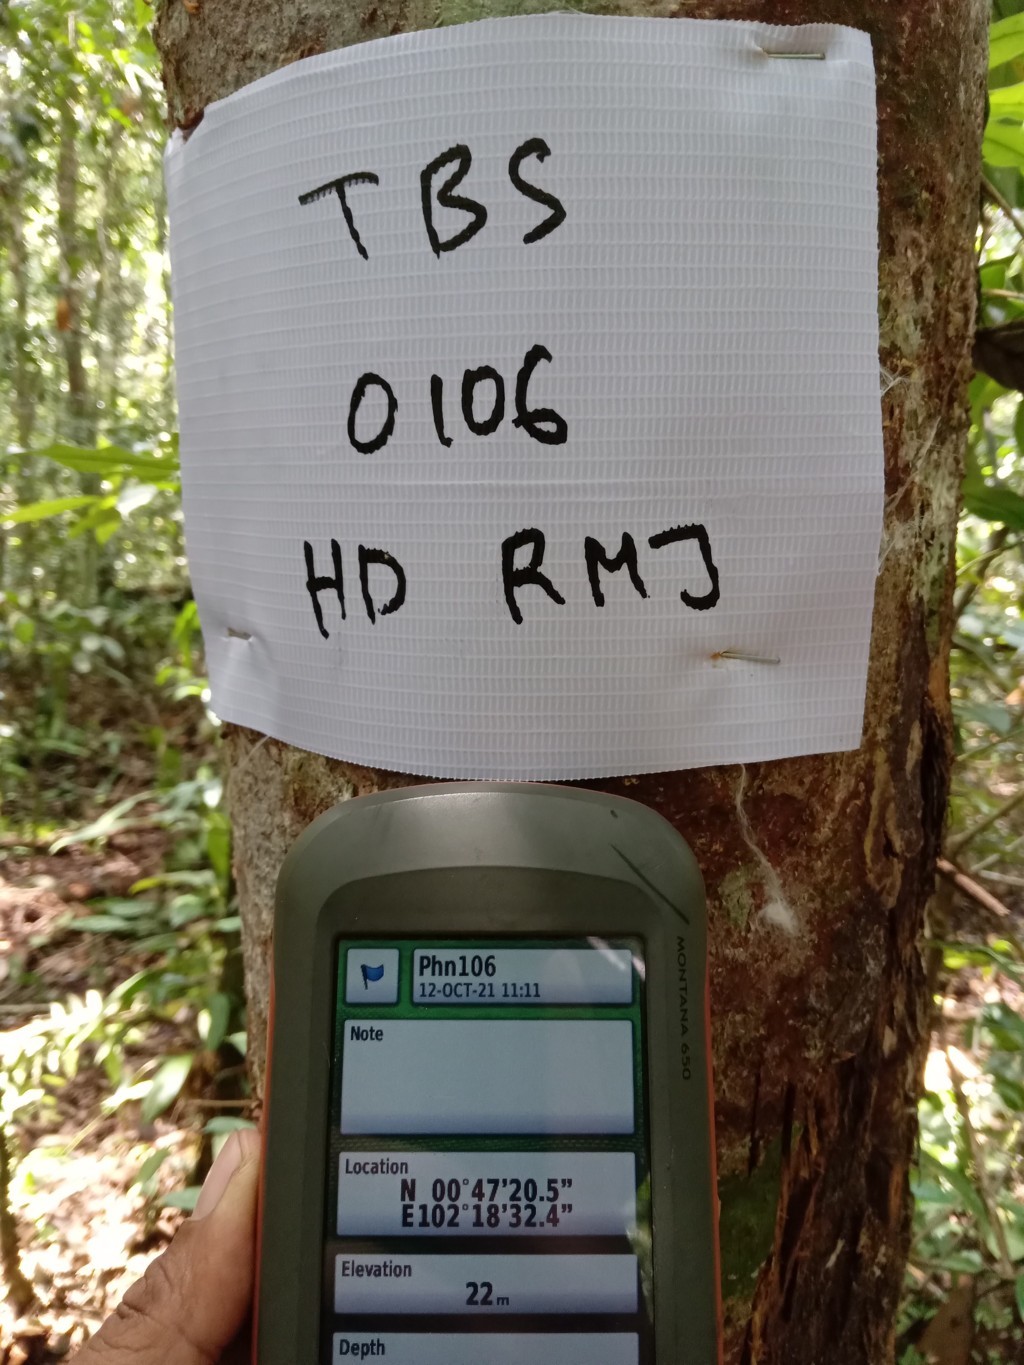 TBS
0106
HD RMJ
MONTANA 650
Phn106
12-OCT-21 11:11
Note
Location
N 00°47'20.5"
E102°18'32.4"
Elevation
22m
Depth